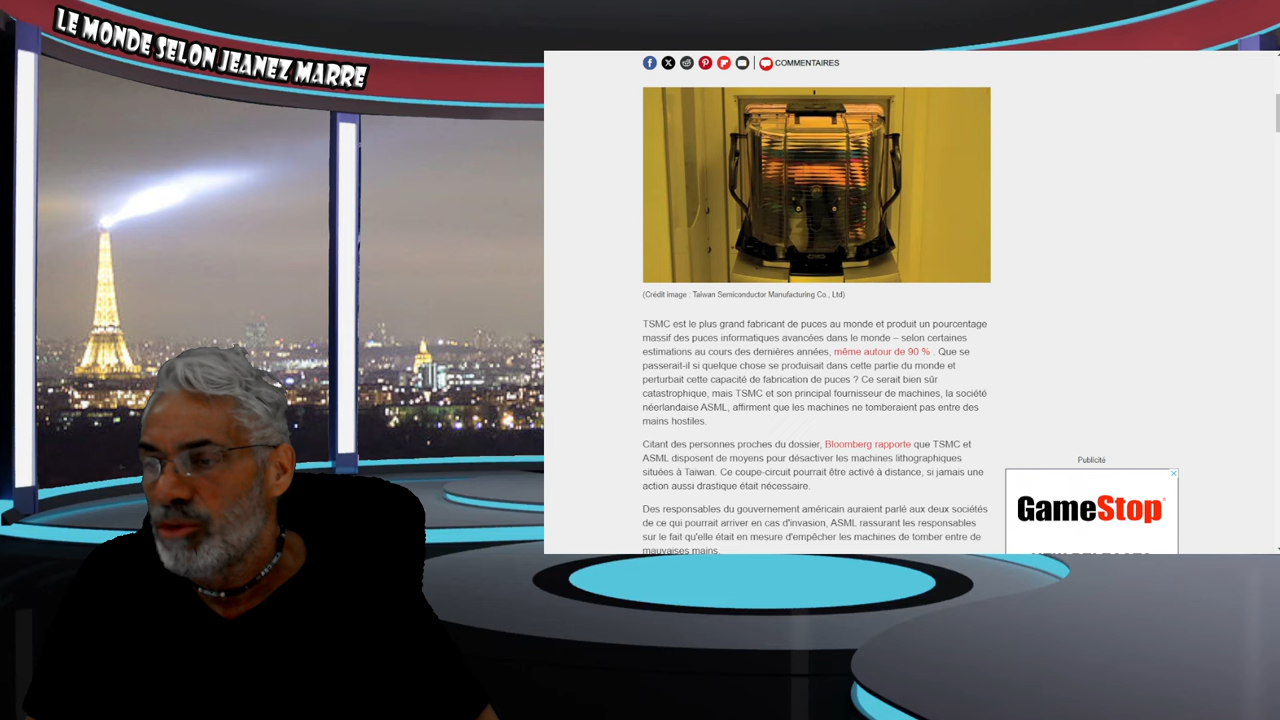 LE MONDE SELON JEANEZ MARRE
COMMENTAIRES
(Crédit image : Taiwan Semiconductor Manufacturing Co., Ltd)
TSMC est le plus grand fabricant de puces au monde et produit un pourcentage
massif des puces informatiques avancées dans le monde – selon certaines
estimations au cours des dernières années, même autour de 90 % . Que se
passerait-il si quelque chose se produisait dans cette partie du monde et
perturbait cette capacité de fabrication de puces ? Ce serait bien sûr
catastrophique, mais TSMC et son principal fournisseur de machines, la société
néerlandaise ASML, affirment que les machines ne tomberaient pas entre des
mains hostiles.
Citant des personnes proches du dossier, Bloomberg rapporte que TSMC et
ASML disposent de moyens pour désactiver les machines lithographiques
situées à Taiwan. Ce coupe-circuit pourrait être activé à distance, si jamais une
action aussi drastique était nécessaire.
Publicité
GameStop
Des responsables du gouvernement américain auraient parlé aux deux sociétés
de ce qui pourrait arriver en cas d'invasion, ASML rassurant les responsables
sur le fait qu'elle était en mesure d'empêcher les machines de tomber entre de
mauvaises mains.